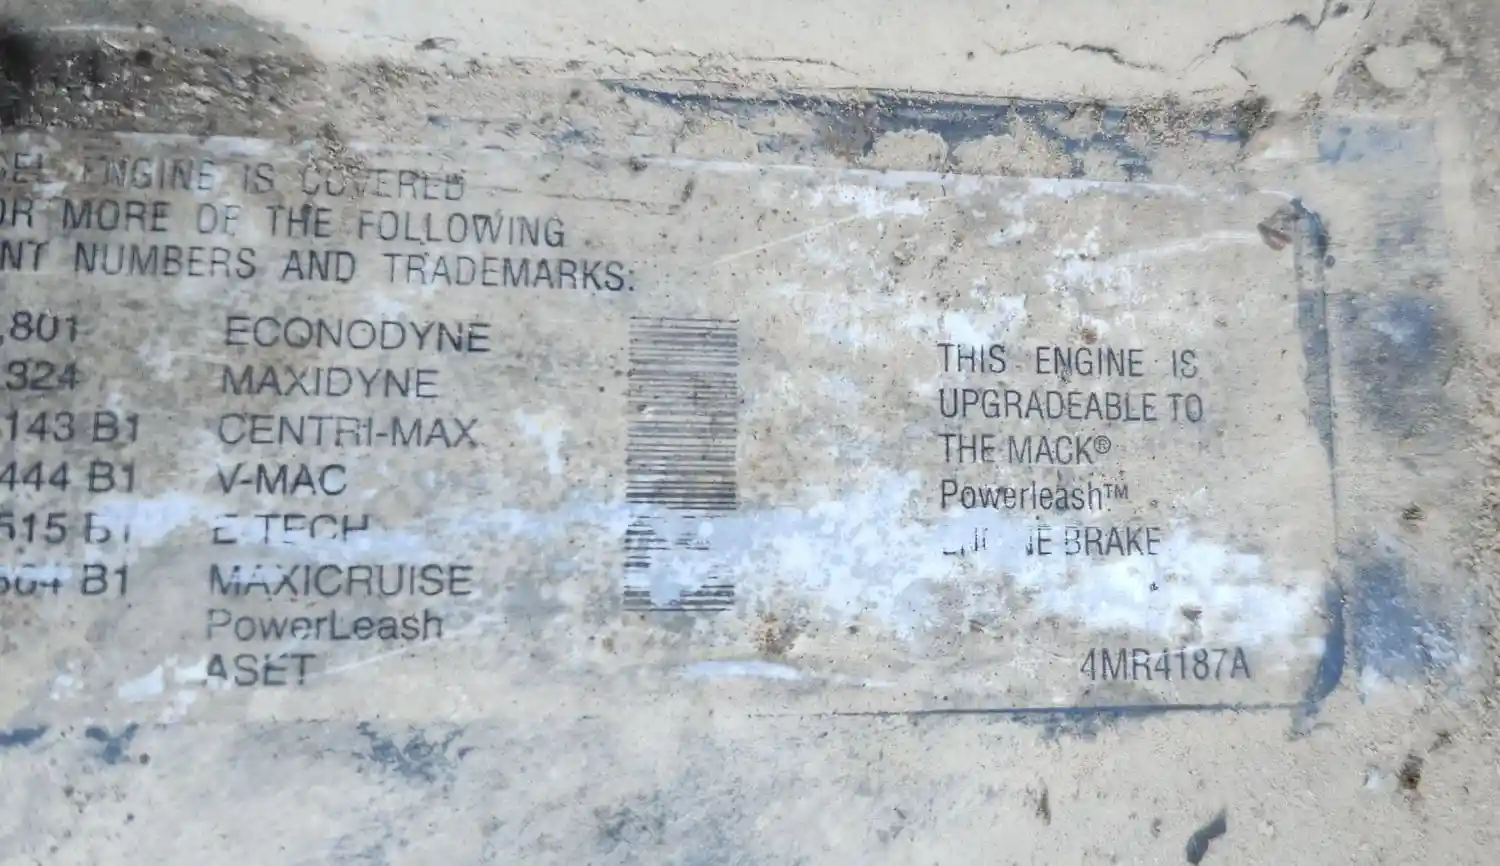 ENGINE IS COVERED
OR MORE OF THE FOLLOWING
NUMBERS AND TRADEMARKS:
,801 ECONODYNE
324 MAXIDYNE
143 B1 CENTRI-MAX
444 B1 V-MAC
515 B1 E-TECH
B1 MAXICRUISE
PowerLeash
ASET
THIS ENGINE IS
UPGRADEABLE TO
THE MACK®
Powerleash™
ENGINE BRAKE
4MR4187A